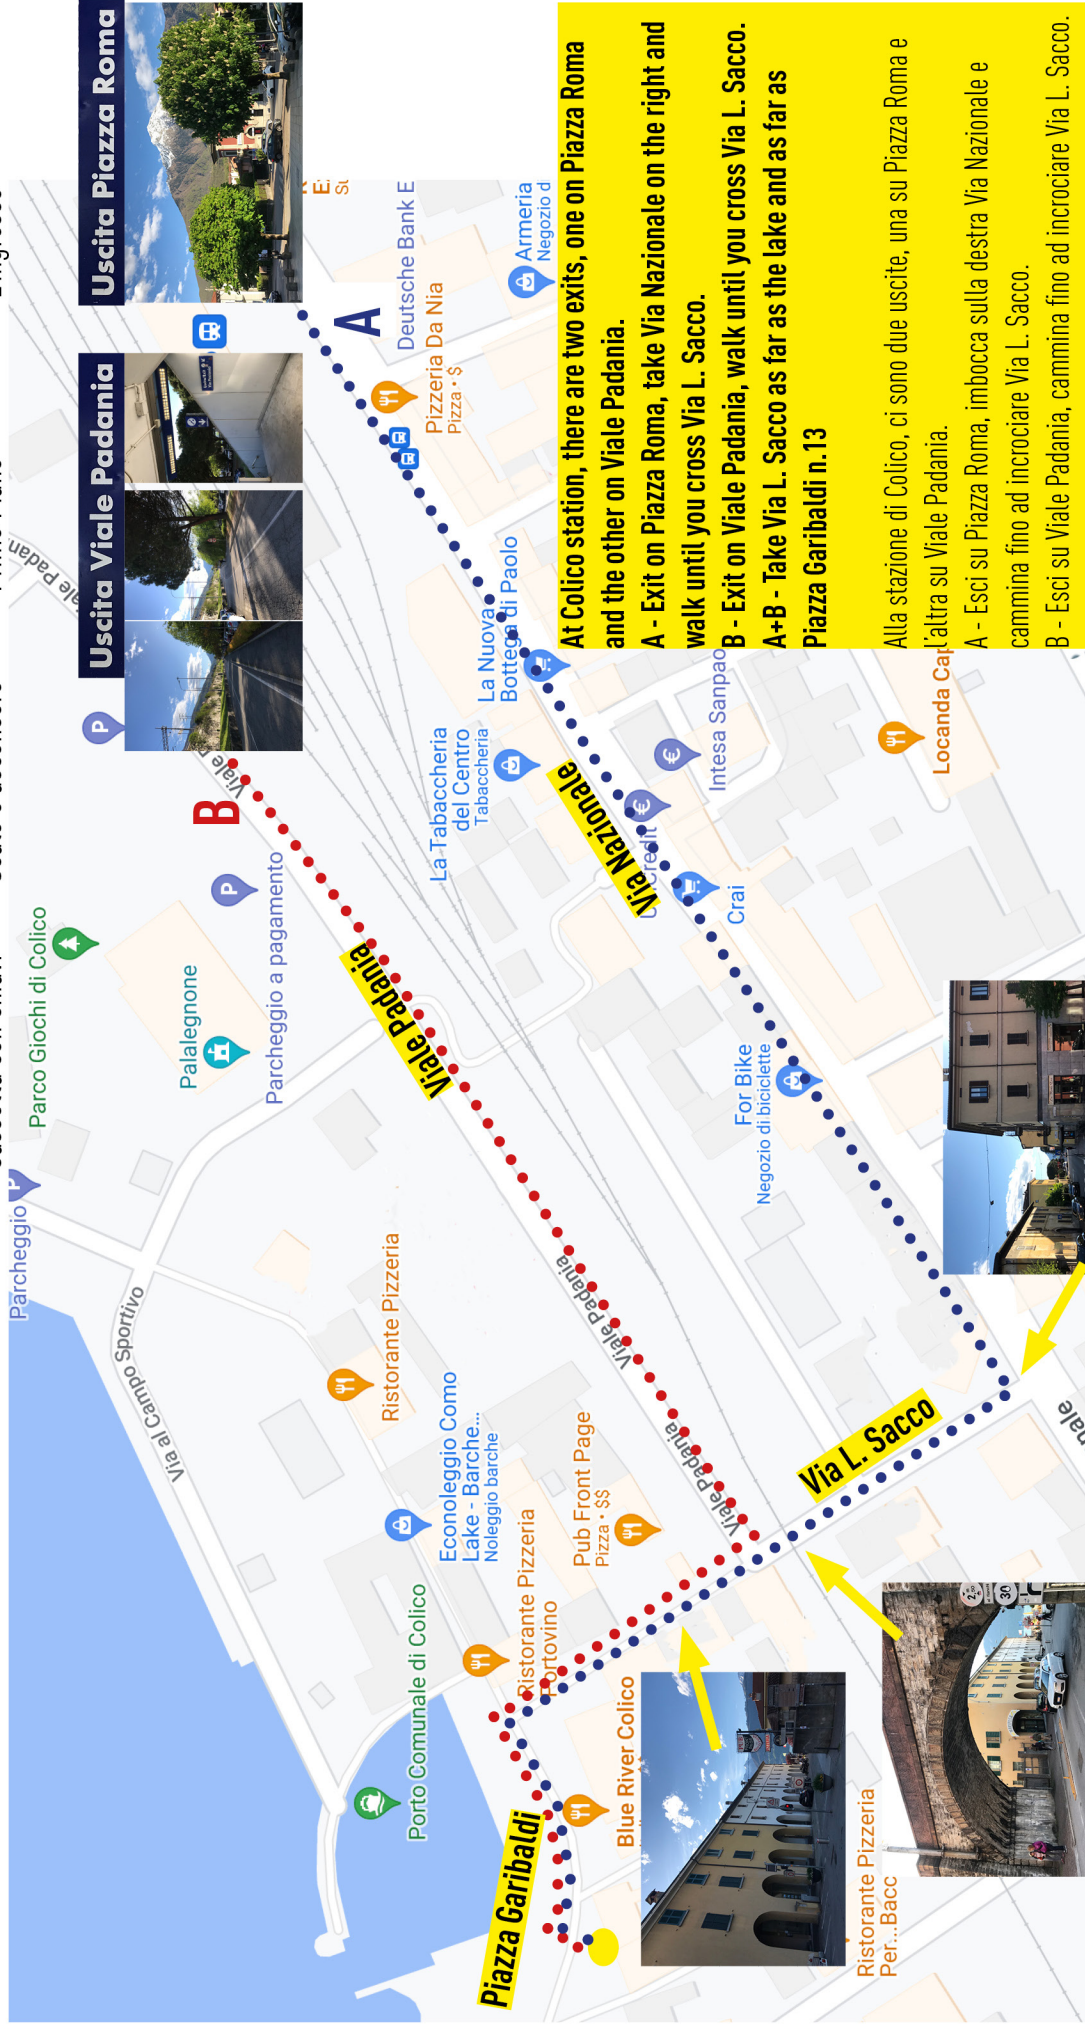 Uscita Viale Padania
Uscita Piazza Roma
Parcheggio
Parco Giochi di Colico
Palalegnone
Parcheggio a pagamento
B
A
Via al Campo Sportivo
Viale Padania
Viale Padania
Viale Padania
Ristorante Pizzeria
Econoleggio Como
Lake - Barche...
Noleggio barche
Porto Comunale di Colico
Ristorante Pizzeria
Portovino
Pub Front Page
Pizza • $$
Piazza Garibaldi
Blue River Colico
Ristorante Pizzeria
Per...Bacc
Via L. Sacco
For Bike
Negozio di biciclette
Crai
Via Nazionale
La Tabaccheria
del Centro
Tabaccheria
La Nuova
Bottega di Paolo
Intesa Sanpao
Locanda Cap
Deutsche Bank E
Pizzeria Da Nia
Pizza • $
Armeria
Negozio d
At Colico station, there are two exits, one on Piazza Roma
and the other on Viale Padania.
A - Exit on Piazza Roma, take Via Nazionale on the right and
walk until you cross Via L. Sacco.
B - Exit on Viale Padania, walk until you cross Via L. Sacco.
A+B - Take Via L. Sacco as far as the lake and as far as
Piazza Garibaldi n.13
Alla stazione di Colico, ci sono due uscite, una su Piazza Roma e
l'altra su Viale Padania.
A - Esci su Piazza Roma, imbocca sulla destra Via Nazionale e
cammina fino ad incrociare Via L. Sacco.
B - Esci su Viale Padania, cammina fino ad incrociare Via L. Sacco.